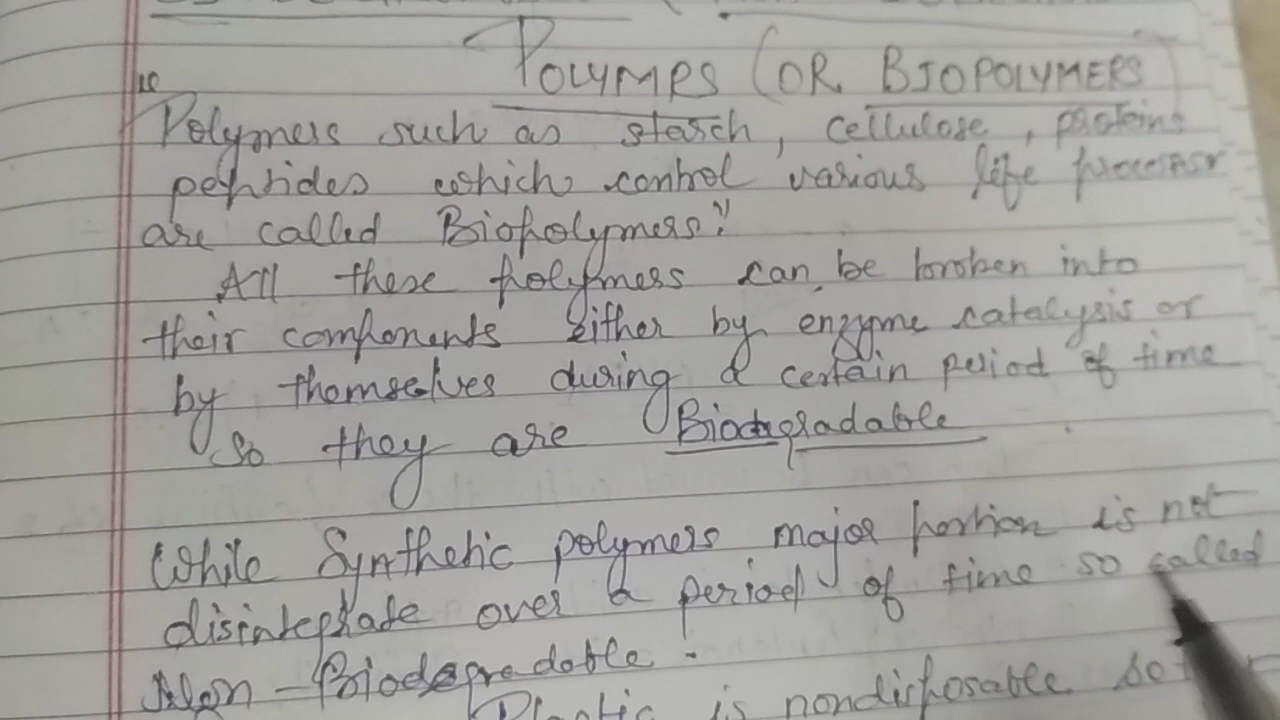 POLYMRS (OR BIOPOLYMERS
"Polymers such as starch, cellulose, proteins
peptides which control various life processr
are called Biopolymers"
All these polymers can be broken into
their components Either by enzyme catalysis or
by themselves during a certain period of time
So they are Biodegradable
While Synthetic polymers major portion is not
disintegrate over a period of time so called
Non-Biodegredable.
Plastic is nondisposable so